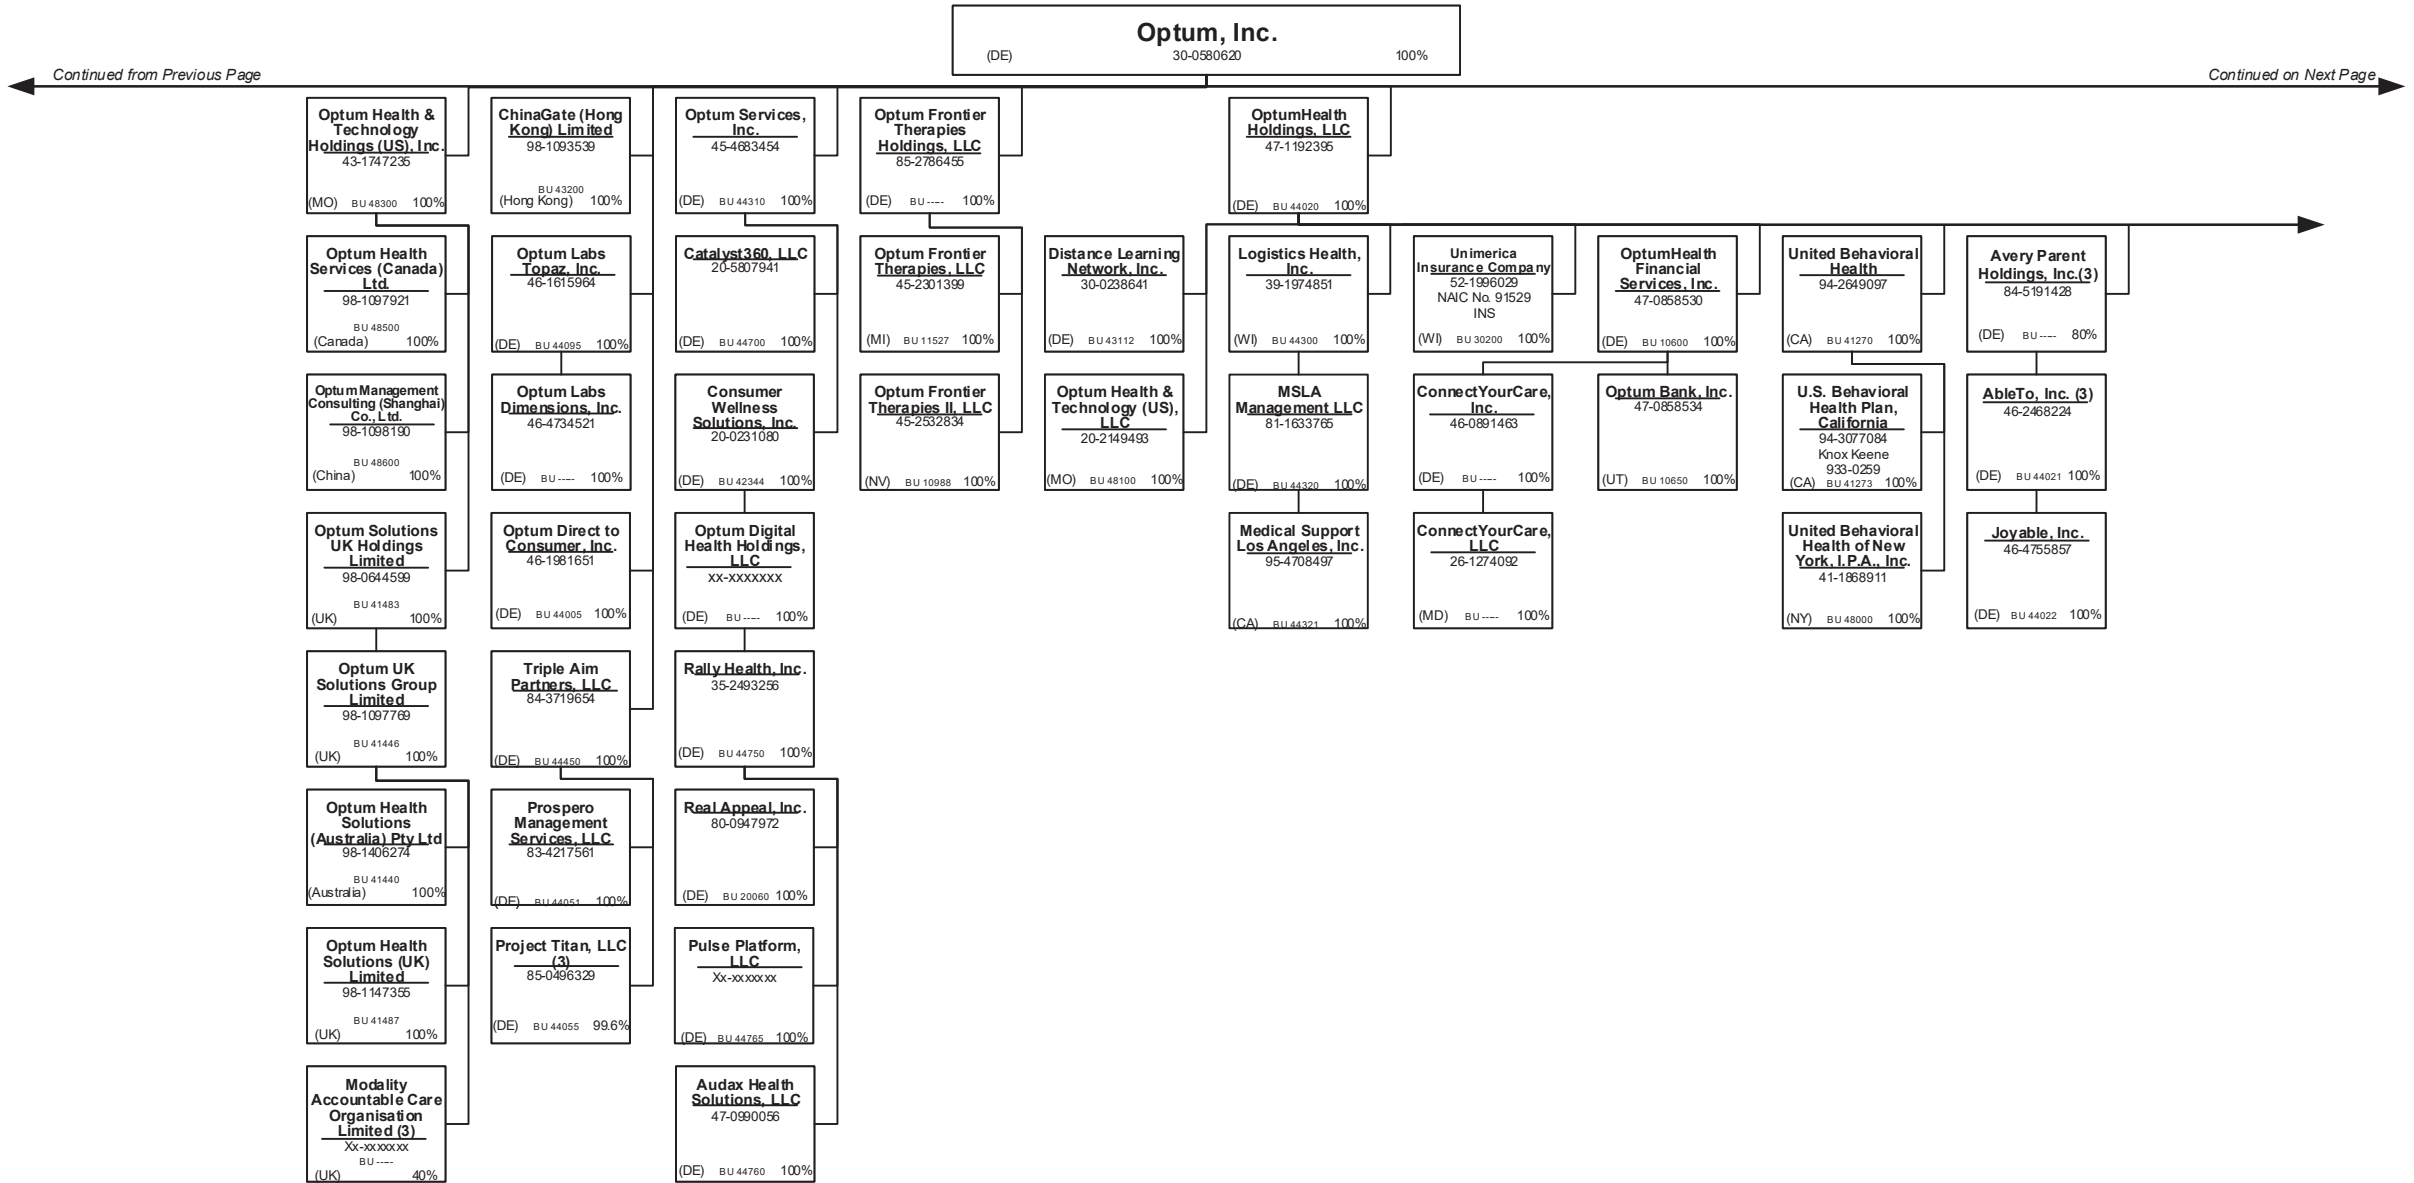 Optum, Inc.
(DE) 30-0580620 100%
Continued from Previous Page
Continued on Next Page
Optum Health &
Technology
Holdings (US), Inc.
43-1747235
(MO) BU 48300 100%
ChinaGate (Hong
Kong) Limited
98-1093539
BU 43200
(Hong Kong) 100%
Optum Services,
Inc.
45-4683454
(DE) BU 44310 100%
Optum Frontier
Therapies
Holdings, LLC
85-2786455
(DE) BU ----- 100%
OptumHealth
Holdings, LLC
47-1192395
(DE) BU 44020 100%
Optum Health
Services (Canada)
Ltd.
98-1097921
BU 48500
(Canada) 100%
Optum Labs
Topaz, Inc.
46-1615964
(DE) BU 44095 100%
Catalyst360, LLC
20-5807941
(DE) BU 44700 100%
Optum Frontier
Therapies, LLC
45-2301399
(MI) BU 11527 100%
Distance Learning
Network, Inc.
30-0238641
(DE) BU 43112 100%
Logistics Health,
Inc.
39-1974851
(WI) BU 44300 100%
Unimerica
Insurance Company
52-1996029
NAIC No. 91529
INS
(WI) BU 30200 100%
OptumHealth
Financial
Services, Inc.
47-0858530
(DE) BU 10600 100%
United Behavioral
Health
94-2649097
(CA) BU 41270 100%
Avery Parent
Holdings, Inc.(3)
84-5191428
(DE) BU ----- 80%
Optum Management
Consulting (Shanghai)
Co., Ltd.
98-1098190
BU 48600
(China) 100%
Optum Labs
Dimensions, Inc.
46-4734521
(DE) BU ----- 100%
Consumer
Wellness
Solutions, Inc.
20-0231080
(DE) BU 42344 100%
Optum Frontier
Therapies II, LLC
45-2532834
(NV) BU 10988 100%
Optum Health &
Technology (US),
LLC
20-2149493
(MO) BU 48100 100%
MSLA
Management LLC
81-1633765
(DE) BU 44320 100%
ConnectYourCare,
Inc.
46-0891463
(DE) BU ----- 100%
Optum Bank, Inc.
47-0858534
(UT) BU 10650 100%
U.S. Behavioral
Health Plan,
California
94-3077084
Knox Keene
933-0259
(CA) BU 41273 100%
AbleTo, Inc. (3)
46-2468224
(DE) BU 44021 100%
Optum Solutions
UK Holdings
Limited
98-0644599
BU 41483
(UK) 100%
Optum Direct to
Consumer, Inc.
46-1981651
(DE) BU 44005 100%
Optum Digital
Health Holdings,
LLC
xx-xxxxxxx
(DE) BU ----- 100%
Medical Support
Los Angeles, Inc.
95-4708497
(CA) BU 44321 100%
ConnectYourCare,
LLC
26-1274092
(MD) BU ----- 100%
United Behavioral
Health of New
York, I.P.A., Inc.
41-1868911
(NY) BU 48000 100%
Joyable, Inc.
46-4755857
(DE) BU 44022 100%
Optum UK
Solutions Group
Limited
98-1097769
BU 41446
(UK) 100%
Triple Aim
Partners, LLC
84-3719654
(DE) BU 44450 100%
Rally Health, Inc.
35-2493256
(DE) BU 44750 100%
Optum Health
Solutions
(Australia) Pty Ltd
98-1406274
BU 41440
(Australia) 100%
Prospero
Management
Services, LLC
83-4217561
(DE) BU 44051 100%
Real Appeal, Inc.
80-0947972
(DE) BU 20060 100%
Optum Health
Solutions (UK)
Limited
98-1147355
BU 41487
(UK) 100%
Project Titan, LLC
(3)
85-0496329
(DE) BU 44055 99.6%
Pulse Platform,
LLC
Xx-xxxxxxx
(DE) BU 44765 100%
Modality
Accountable Care
Organisation
Limited (3)
Xx-xxxxxxx
BU -----
(UK) 40%
Audax Health
Solutions, LLC
47-0990056
(DE) BU 44760 100%